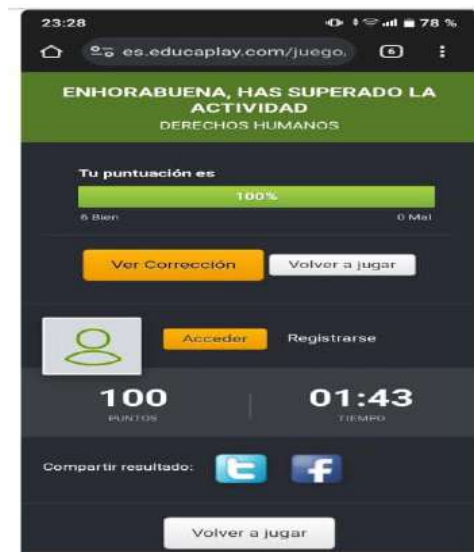 23:28
78 %
es.educaplay.com/juego.
6
ENHORABUENA, HAS SUPERADO LA
ACTIVIDAD
DERECHOS HUMANOS
Tu puntuación es
100%
6 Bien 0 Mal
Ver Corrección Volver a jugar
Acceder Registrarse
100 01:43
PUNTOS TIEMPO
Compartir resultado:
Volver a jugar